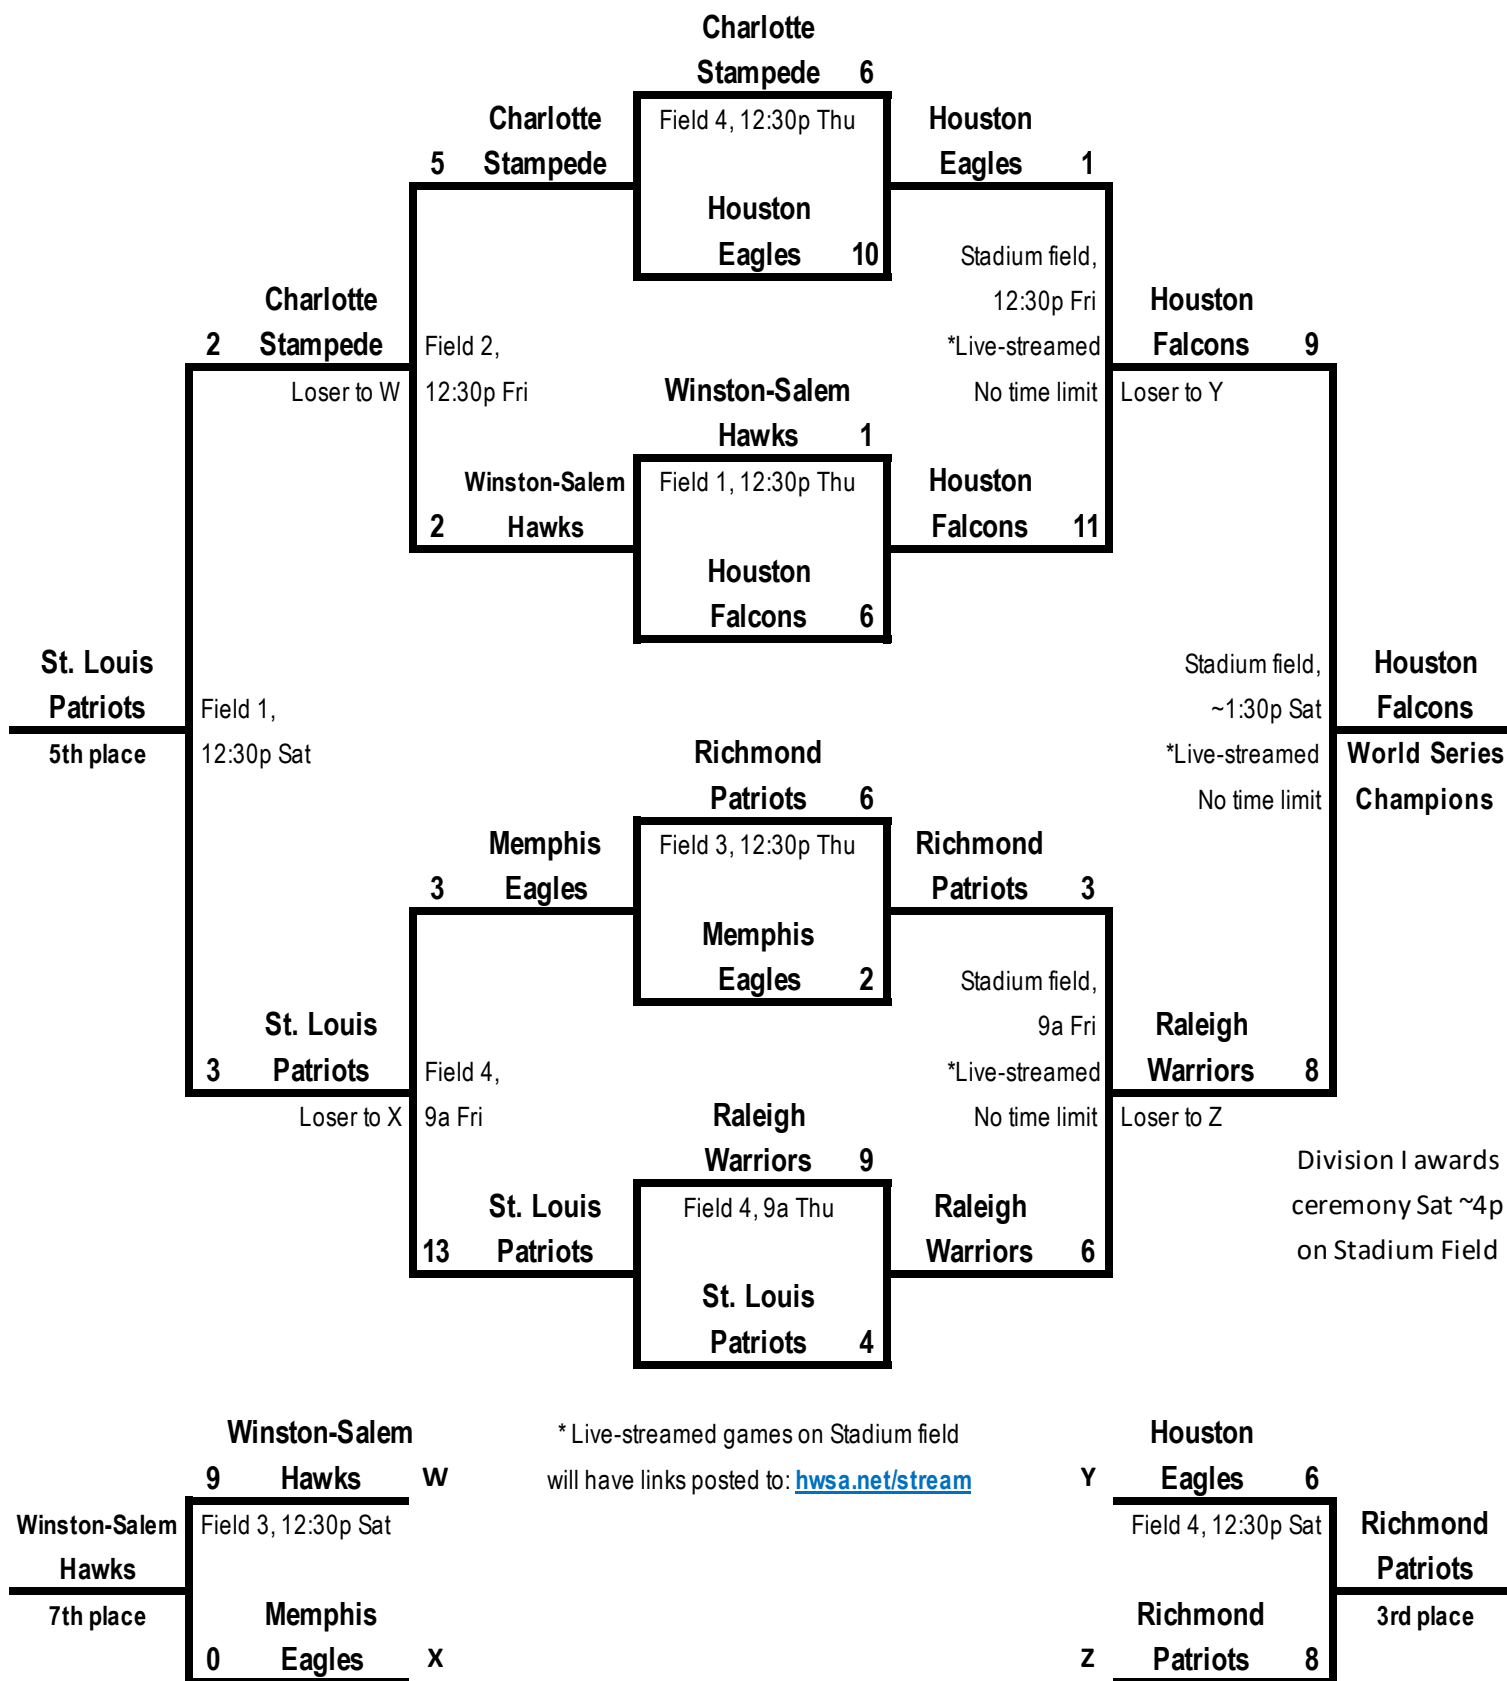 Charlotte
Stampede 6
Charlotte
Field 4, 12:30p Thu
Houston
5 Stampede
Eagles 1
Houston
Eagles 10
Stadium field,
Charlotte
12:30p Fri
Houston
2 Stampede
Field 2,
*Live-streamed
Falcons 9
Loser to W
12:30p Fri
Winston-Salem
No time limit
Loser to Y
Hawks 1
Winston-Salem
Field 1, 12:30p Thu
Houston
2 Hawks
Falcons 11
Houston
Falcons 6
St. Louis
Stadium field,
Houston
Patriots
Field 1,
~1:30p Sat
Falcons
5th place
12:30p Sat
Richmond
*Live-streamed
World Series
Patriots 6
No time limit
Champions
Memphis
Field 3, 12:30p Thu
Richmond
3 Eagles
Patriots 3
Memphis
Eagles 2
Stadium field,
St. Louis
9a Fri
Raleigh
3 Patriots
Field 4,
*Live-streamed
Warriors 8
Loser to X
9a Fri
Raleigh
No time limit
Loser to Z
Warriors 9
Division I awards
St. Louis
Field 4, 9a Thu
Raleigh
ceremony Sat ~4p
13 Patriots
Warriors 6
on Stadium Field
St. Louis
Patriots 4
Winston-Salem
* Live-streamed games on Stadium field
Houston
9 Hawks W
will have links posted to: hwsa.net/stream
Y Eagles 6
Winston-Salem
Field 3, 12:30p Sat
Field 4, 12:30p Sat
Richmond
Hawks
Patriots
7th place
Memphis
Richmond
3rd place
0 Eagles X
Z Patriots 8